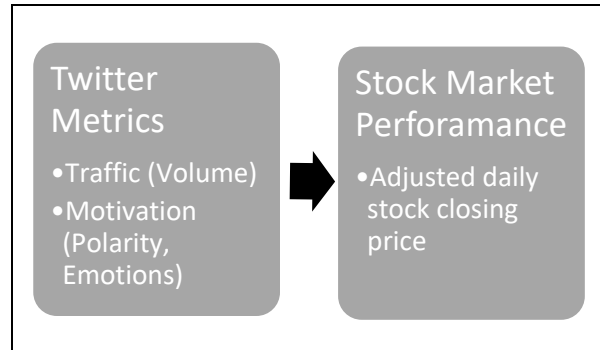 Twitter
Metrics
•Traffic (Volume)
•Motivation
(Polarity,
Emotions)
Stock Market
Perforamance
•Adjusted daily
stock closing
price